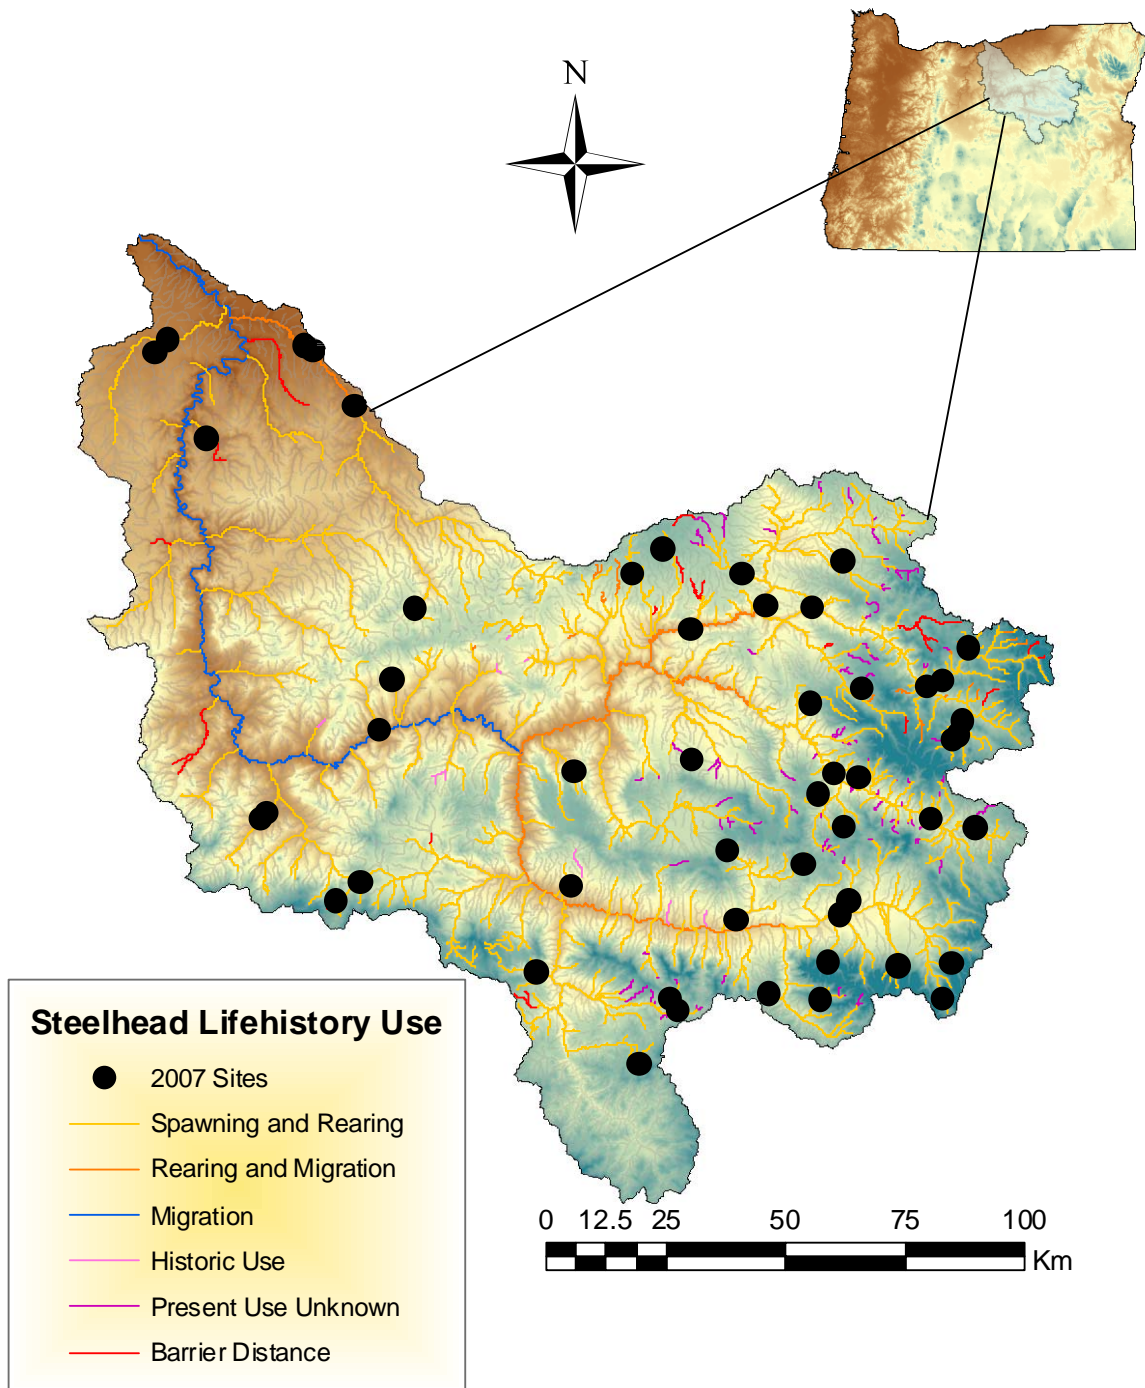 N
Steelhead Lifehistory Use
2007 Sites
Spawning and Rearing
Rearing and Migration
Migration
Historic Use
Present Use Unknown
Barrier Distance
0 12.5 25 50 75 100
Km